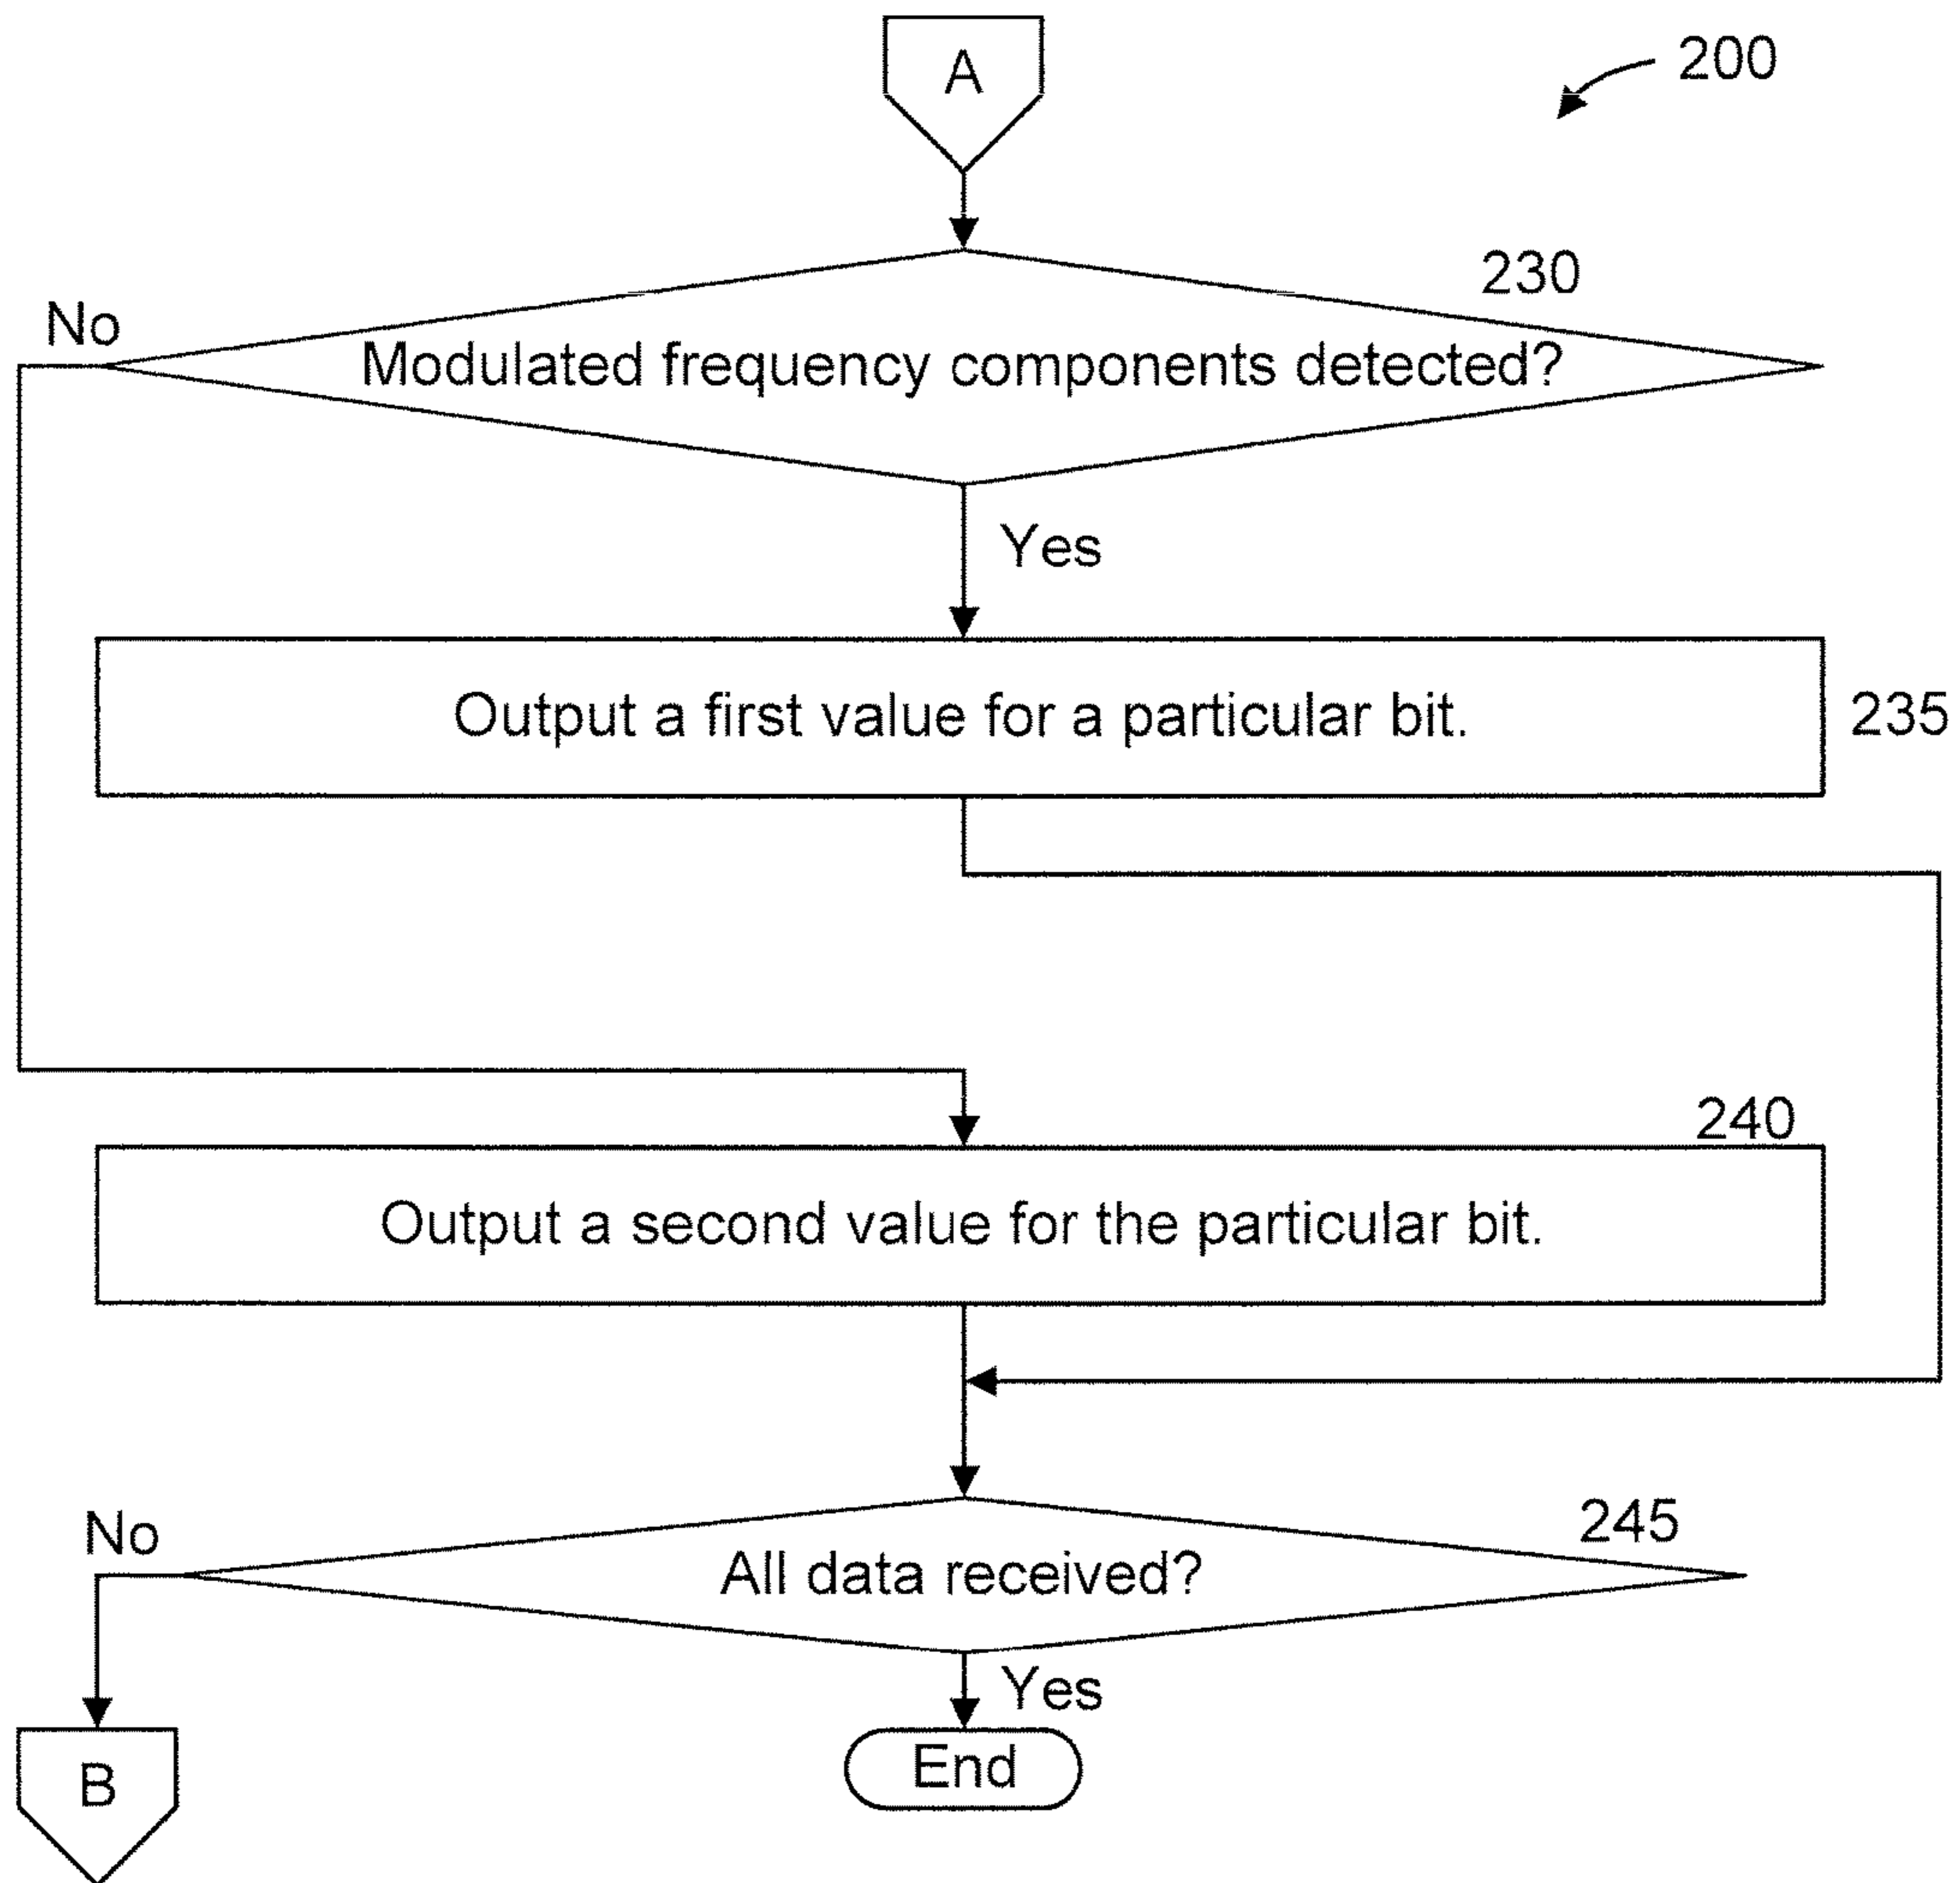 A
200
230
No
Modulated frequency components detected?
Yes
Output a first value for a particular bit.
235
240
Output a second value for the particular bit.
No
245
All data received?
Yes
End
B